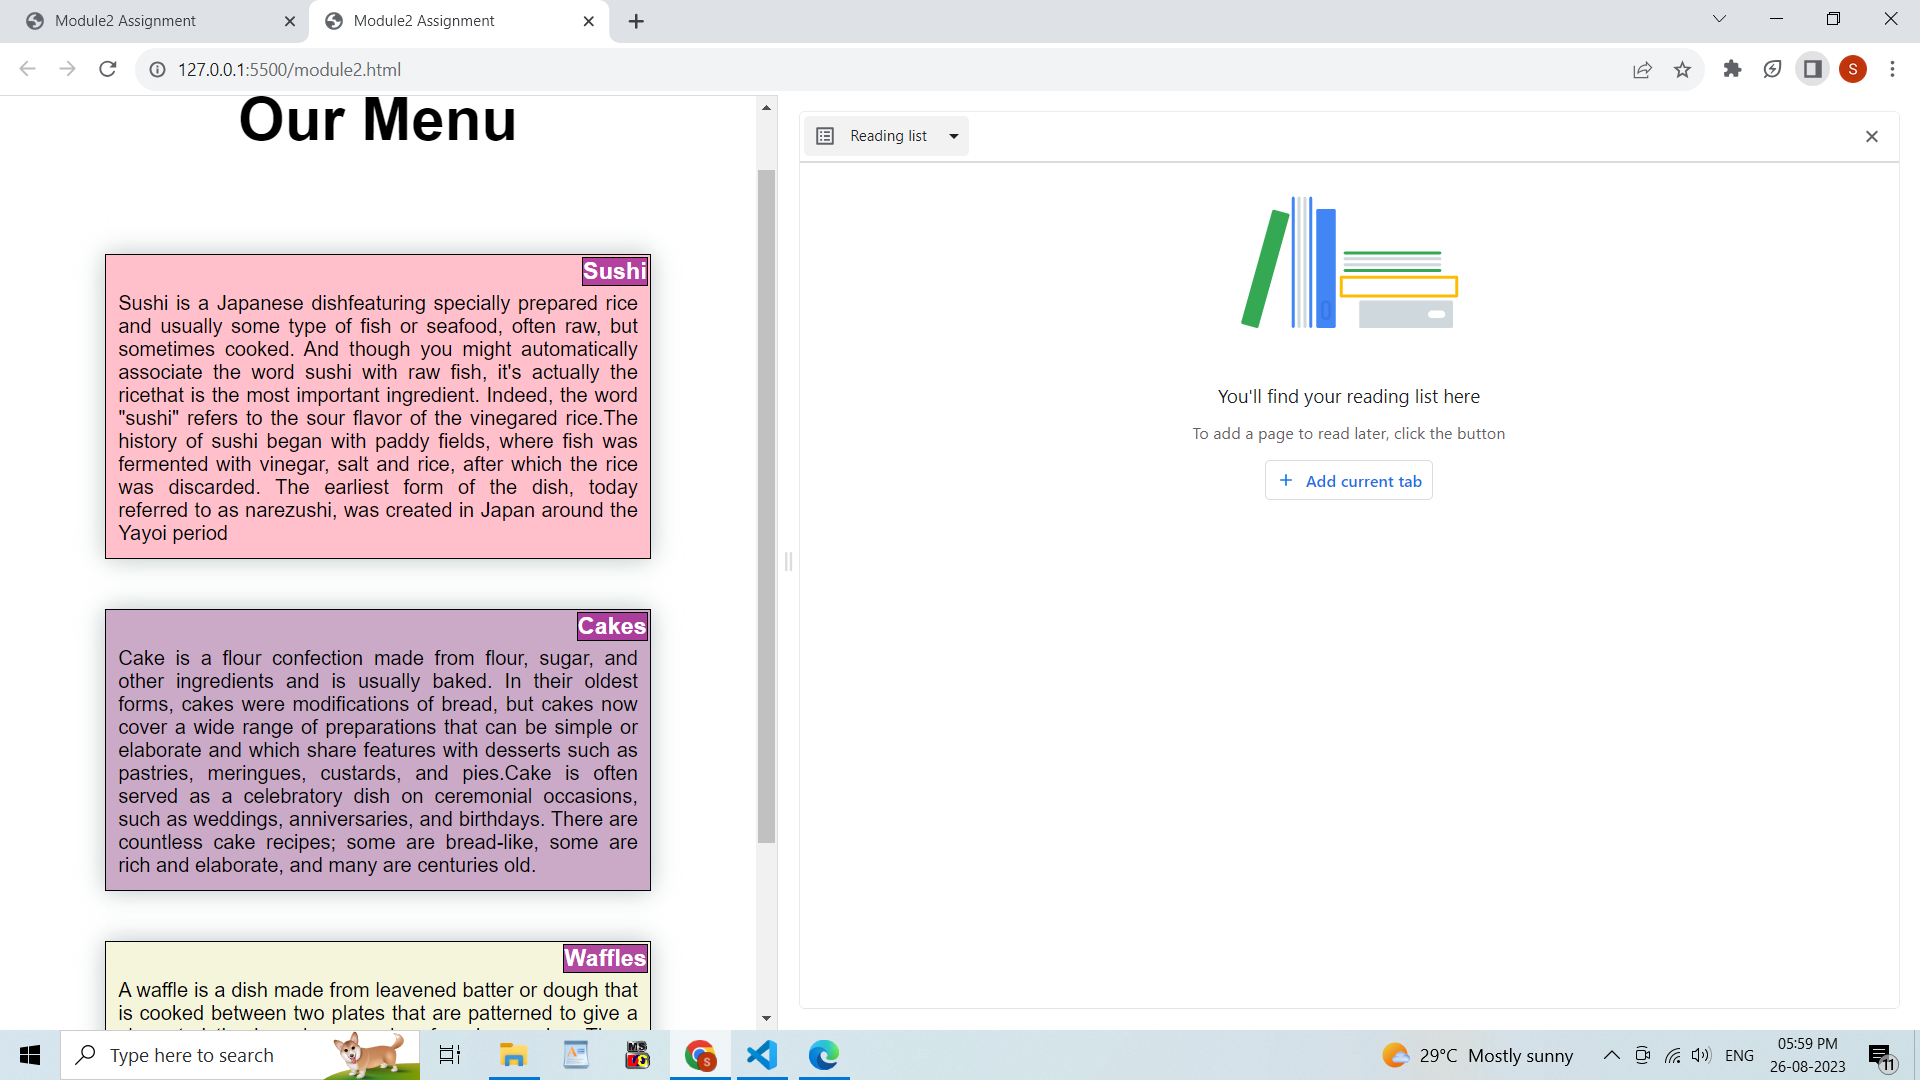 Module2 Assignment
Module2 Assignment
127.0.0.1:5500/module2.html
S
Our Menu
Sushi
Sushi is a Japanese dishfeaturing specially prepared rice
and usually some type of fish or seafood, often raw, but
sometimes cooked. And though you might automatically
associate the word sushi with raw fish, it's actually the
ricethat is the most important ingredient. Indeed, the word
"sushi" refers to the sour flavor of the vinegared rice.The
history of sushi began with paddy fields, where fish was
fermented with vinegar, salt and rice, after which the rice
was discarded. The earliest form of the dish, today
referred to as narezushi, was created in Japan around the
Yayoi period
Cakes
Cake is a flour confection made from flour, sugar, and
other ingredients and is usually baked. In their oldest
forms, cakes were modifications of bread, but cakes now
cover a wide range of preparations that can be simple or
elaborate and which share features with desserts such as
pastries, meringues, custards, and pies.Cake is often
served as a celebratory dish on ceremonial occasions,
such as weddings, anniversaries, and birthdays. There are
countless cake recipes; some are bread-like, some are
rich and elaborate, and many are centuries old.
Waffles
A waffle is a dish made from leavened batter or dough that
is cooked between two plates that are patterned to give a
Reading list
You'll find your reading list here
To add a page to read later, click the button
Add current tab
Type here to search
MS
S
29°C Mostly sunny
ENG
05:59 PM
26-08-2023
11